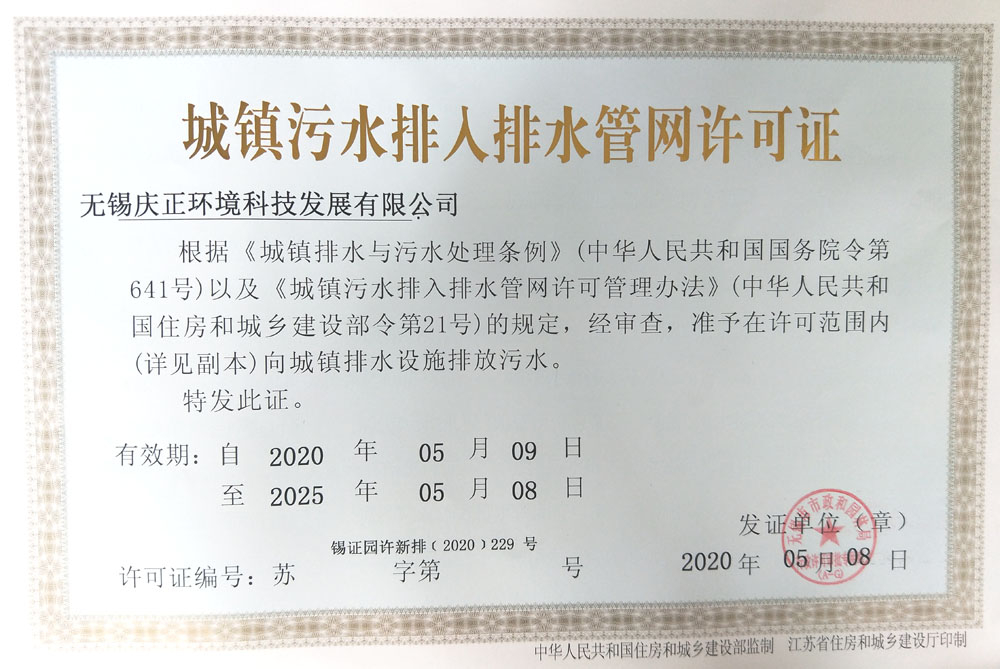 城镇污水排入排水管网许可证
无锡庆正环境科技发展有限公司
根据《城镇排水与污水处理条例》(中华人民共和国国务院令第
641号)以及《城镇污水排入排水管网许可管理办法》(中华人民共和
国住房和城乡建设部令第21号)的规定，经审查，准予在许可范围内
(详见副本)向城镇排水设施排放污水。
特发此证。
有效期：自 2020 年 05 月 09 日
至 2025 年 05 月 08 日
锡证园许新排﹝2020﹞229 号
许可证编号：苏 字第 号
发证单位（章）
2020 年 05 月 08 日
中华人民共和国住房和城乡建设部监制 江苏省住房和城乡建设厅印制